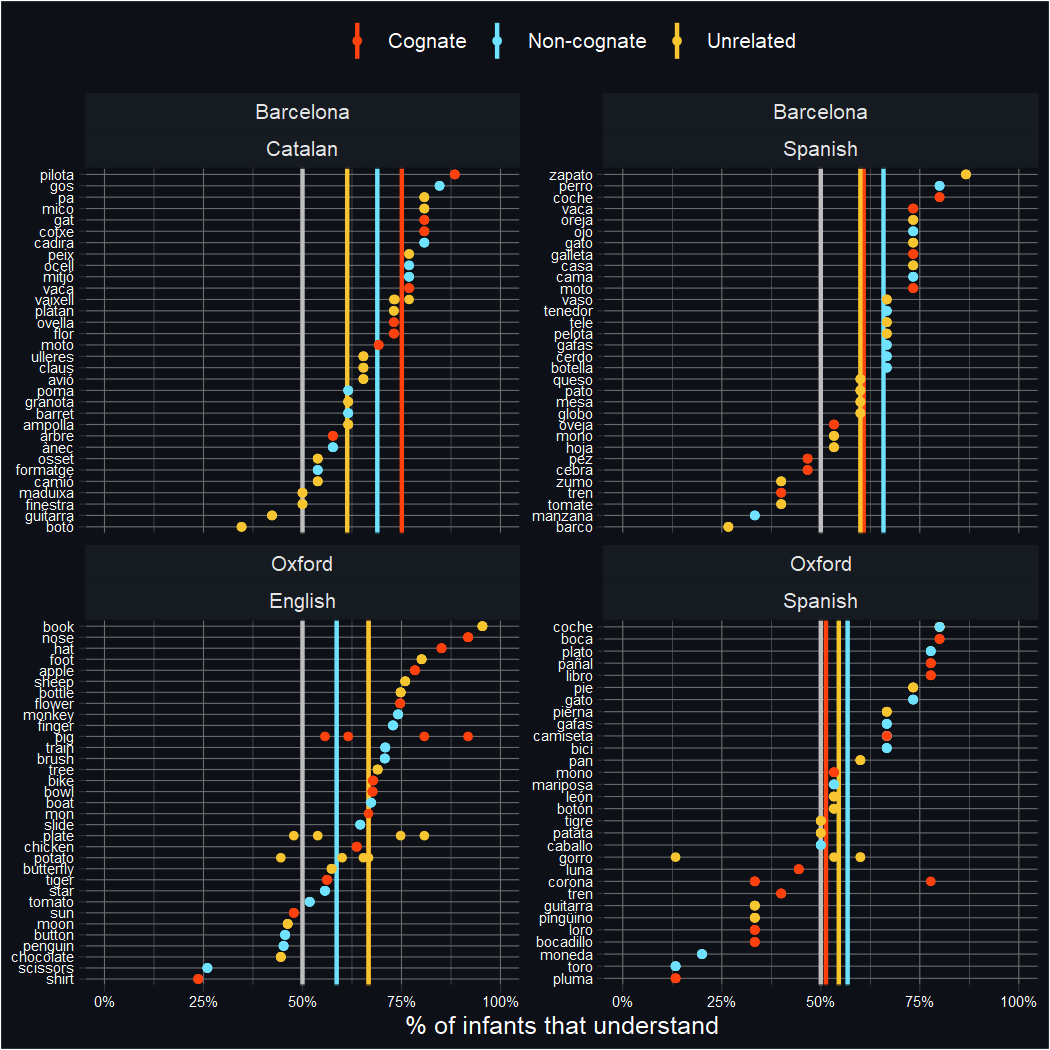 Cognate Non-cognate Unrelated
Barcelona
Catalan
pilota
gos
pa
mico
gat
cotxe
cadira
peix
ocell
mitjó
vaca
vaixell
plàtan
ovella
flor
moto
ulleres
claus
avió
poma
granota
barret
ampolla
arbre
ànec
osset
formatge
camió
maduixa
finestra
guitarra
botó
Barcelona
Spanish
zapato
perro
coche
vaca
oreja
ojo
gato
galleta
casa
cama
moto
vaso
tenedor
tele
pelota
gafas
cerdo
botella
queso
pato
mesa
globo
oveja
mono
hoja
pez
cebra
zumo
tren
tomate
manzana
barco
Oxford
English
book
nose
hat
foot
apple
sheep
bottle
flower
monkey
finger
pig
train
brush
tree
bike
bowl
boat
mon
slide
plate
chicken
potato
butterfly
tiger
star
tomato
sun
moon
button
penguin
chocolate
scissors
shirt
0% 25% 50% 75% 100%
Oxford
Spanish
coche
boca
plato
pañal
libro
pie
gato
pierna
gafas
camiseta
bici
pan
mono
mariposa
león
botón
tigre
patata
caballo
gorro
luna
corona
tren
guitarra
pingüino
loro
bocadillo
moneda
toro
pluma
0% 25% 50% 75% 100%
% of infants that understand